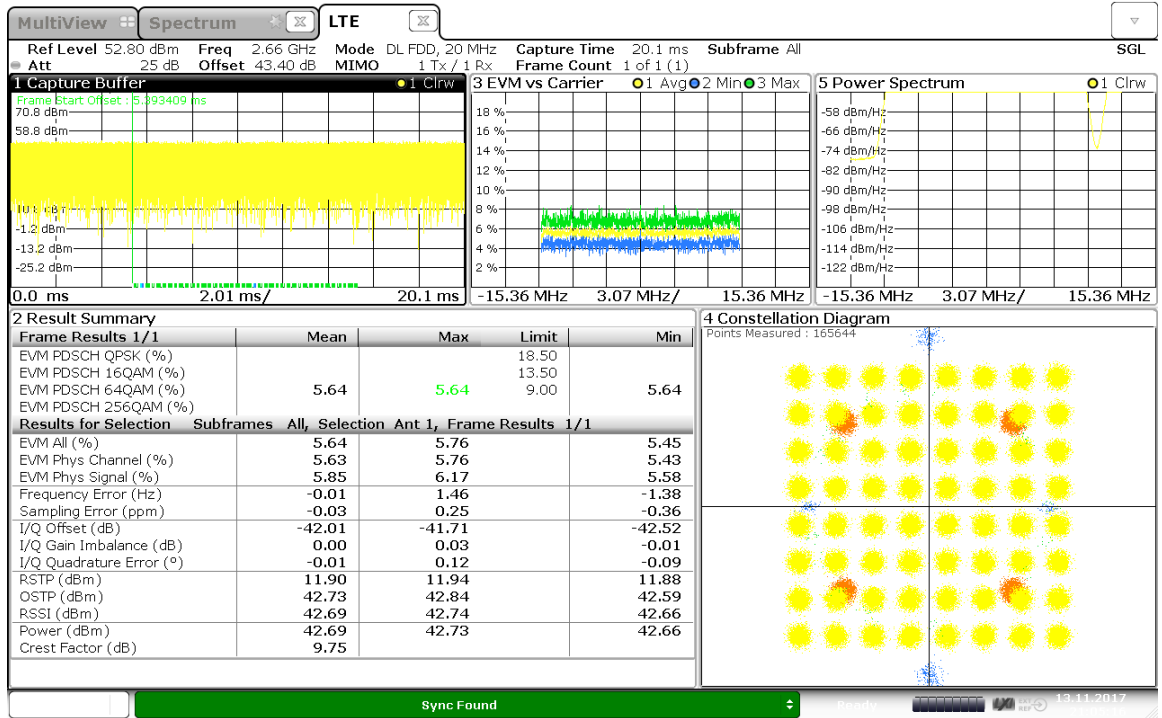 MultiView Spectrum LTE
Ref Level 52.80 dBm Freq 2.66 GHz Mode DL FDD, 20 MHz Capture Time 20.1 ms Subframe All SGL
Att 25 dB Offset 43.40 dB MIMO 1 Tx / 1 Rx Frame Count 1 of 1 (1)
1 Capture Buffer 1 Clrw
Frame Start Offset : 5.393409 ms
70.8 dBm
58.8 dBm
-1.2 dBm
-13.2 dBm
-25.2 dBm
0.0 ms 2.01 ms/ 20.1 ms
3 EVM vs Carrier 1 Avg 2 Min 3 Max
18 %
16 %
14 %
12 %
10 %
8 %
6 %
4 %
2 %
-15.36 MHz 3.07 MHz/ 15.36 MHz
5 Power Spectrum 1 Clrw
-58 dBm/Hz
-66 dBm/Hz
-74 dBm/Hz
-82 dBm/Hz
-90 dBm/Hz
-98 dBm/Hz
-106 dBm/Hz
-114 dBm/Hz
-122 dBm/Hz
-15.36 MHz 3.07 MHz/ 15.36 MHz
2 Result Summary
Frame Results 1/1 Mean Max Limit Min
EVM PDSCH QPSK (%) 18.50
EVM PDSCH 16QAM (%) 13.50
EVM PDSCH 64QAM (%) 5.64 5.64 9.00 5.64
EVM PDSCH 256QAM (%)
Results for Selection Subframes All, Selection Ant 1, Frame Results 1/1
EVM All (%) 5.64 5.76 5.45
EVM Phys Channel (%) 5.63 5.76 5.43
EVM Phys Signal (%) 5.85 6.17 5.58
Frequency Error (Hz) -0.01 1.46 -1.38
Sampling Error (ppm) -0.03 0.25 -0.36
I/Q Offset (dB) -42.01 -41.71 -42.52
I/Q Gain Imbalance (dB) 0.00 0.03 -0.01
I/Q Quadrature Error (°) -0.01 0.12 -0.09
RSTP (dBm) 11.90 11.94 11.88
OSTP (dBm) 42.73 42.84 42.59
RSSI (dBm) 42.69 42.74 42.66
Power (dBm) 42.69 42.73 42.66
Crest Factor (dB) 9.75
4 Constellation Diagram
Points Measured : 165644
Sync Found
Ready
13.11.2017